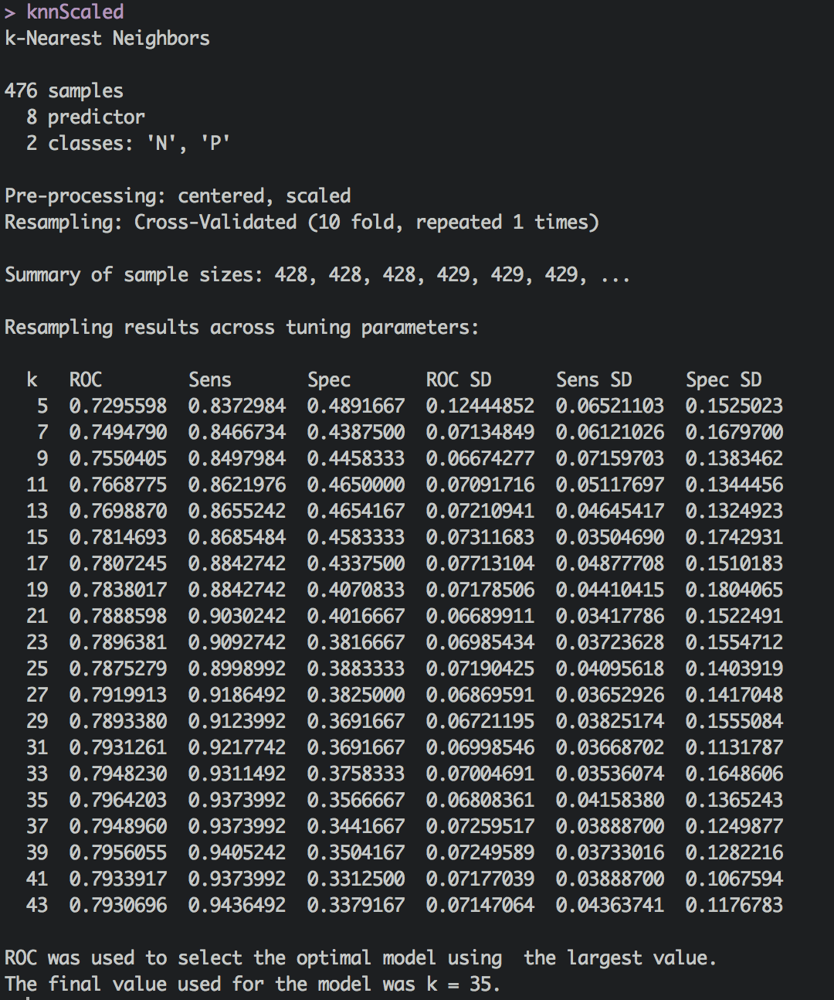 > knnScaled
k-Nearest Neighbors
476 samples
8 predictor
2 classes: 'N', 'P'
Pre-processing: centered, scaled
Resampling: Cross-Validated (10 fold, repeated 1 times)
Summary of sample sizes: 428, 428, 428, 429, 429, 429, ...
Resampling results across tuning parameters:
k ROC Sens Spec ROC SD Sens SD Spec SD
5 0.7295598 0.8372984 0.4891667 0.12444852 0.06521103 0.1525023
7 0.7494790 0.8466734 0.4387500 0.07134849 0.06121026 0.1679700
9 0.7550405 0.8497984 0.4458333 0.06674277 0.07159703 0.1383462
11 0.7668775 0.8621976 0.4650000 0.07091716 0.05117697 0.1344456
13 0.7698870 0.8655242 0.4654167 0.07210941 0.04645417 0.1324923
15 0.7814693 0.8685484 0.4583333 0.07311683 0.03504690 0.1742931
17 0.7807245 0.8842742 0.4337500 0.07713104 0.04877708 0.1510183
19 0.7838017 0.8842742 0.4070833 0.07178506 0.04410415 0.1804065
21 0.7888598 0.9030242 0.4016667 0.06689911 0.03417786 0.1522491
23 0.7896381 0.9092742 0.3816667 0.06985434 0.03723628 0.1554712
25 0.7875279 0.8998992 0.3883333 0.07190425 0.04095618 0.1403919
27 0.7919913 0.9186492 0.3825000 0.06869591 0.03652926 0.1417048
29 0.7893380 0.9123992 0.3691667 0.06721195 0.03825174 0.1555084
31 0.7931261 0.9217742 0.3691667 0.06998546 0.03668702 0.1131787
33 0.7948230 0.9311492 0.3758333 0.07004691 0.03536074 0.1648606
35 0.7964203 0.9373992 0.3566667 0.06808361 0.04158380 0.1365243
37 0.7948960 0.9373992 0.3441667 0.07259517 0.03888700 0.1249877
39 0.7956055 0.9405242 0.3504167 0.07249589 0.03733016 0.1282216
41 0.7933917 0.9373992 0.3312500 0.07177039 0.03888700 0.1067594
43 0.7930696 0.9436492 0.3379167 0.07147064 0.04363741 0.1176783
ROC was used to select the optimal model using  the largest value.
The final value used for the model was k = 35.